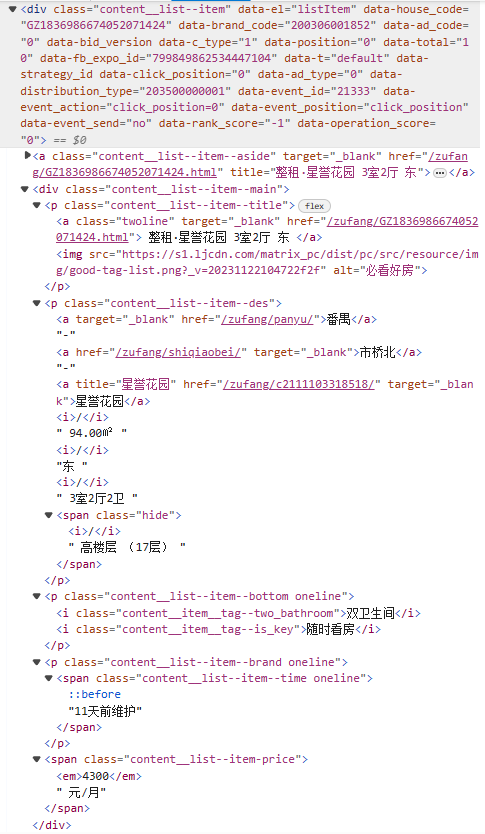 <div class="content__list--item" data-el="listItem" data-house_code=
"GZ1836986674052071424" data-brand_code="200306001852" data-ad_code=
"0" data-bid_version data-c_type="1" data-position="0" data-total="1
0" data-fb_expo_id="799849862534447104" data-t="default" data-
strategy_id data-click_position="0" data-ad_type="0" data-
distribution_type="203500000001" data-event_id="21333" data-
event_action="click_position=0" data-event_position="click_position"
data-event_send="no" data-rank_score="-1" data-operation_score=
"0"> == $0
<a class="content__list--item--aside" target="_blank" href="/zufan
g/GZ1836986674052071424.html" title="整租·星誉花园 3室2厅 东">…</a>
<div class="content__list--item--main">
<p class="content__list--item--title"> flex
<a class="twoline" target="_blank" href="/zufang/GZ1836986674052
071424.html"> 整租·星誉花园 3室2厅 东 </a>
<img src="https://s1.ljcdn.com/matrix_pc/dist/pc/src/resource/im
g/good-tag-list.png?_v=20231122104722f2f" alt="必看好房">
</p>
<p class="content__list--item--des">
<a target="_blank" href="/zufang/panyu/">番禺</a>
"-"
<a href="/zufang/shiqiaobei/" target="_blank">市桥北</a>
"-"
<a title="星誉花园" href="/zufang/c2111103318518/" target="_blan
k">星誉花园</a>
<i>/</i>
" 94.00㎡ "
<i>/</i>
"东 "
<i>/</i>
" 3室2厅2卫 "
<span class="hide">
<i>/</i>
" 高楼层 （17层） "
</span>
</p>
<p class="content__list--item--bottom oneline">
<i class="content__item__tag--two_bathroom">双卫生间</i>
<i class="content__item__tag--is_key">随时看房</i>
</p>
<p class="content__list--item--brand oneline">
<span class="content__list--item--time oneline">
::before
"11天前维护"
</span>
</p>
<span class="content__list--item-price">
<em>4300</em>
" 元/月"
</span>
</div>